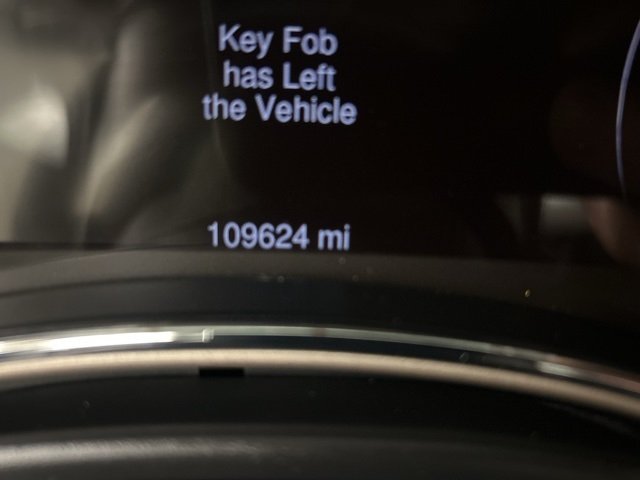 Key Fob
has Left
the Vehicle
109624 mi